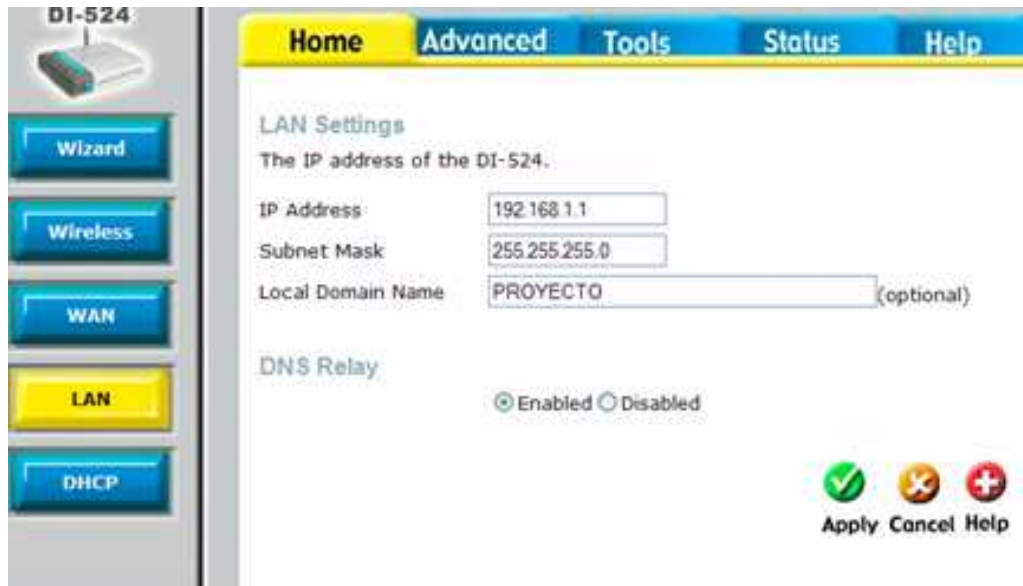 DI-524
Home Advanced Tools Status Help
Wizard
Wireless
WAN
LAN
DHCP
LAN Settings
The IP address of the DI-524.
IP Address 192.168.1.1
Subnet Mask 255.255.255.0
Local Domain Name PROYECTO (optional)
DNS Relay
Enabled Disabled
Apply Cancel Help